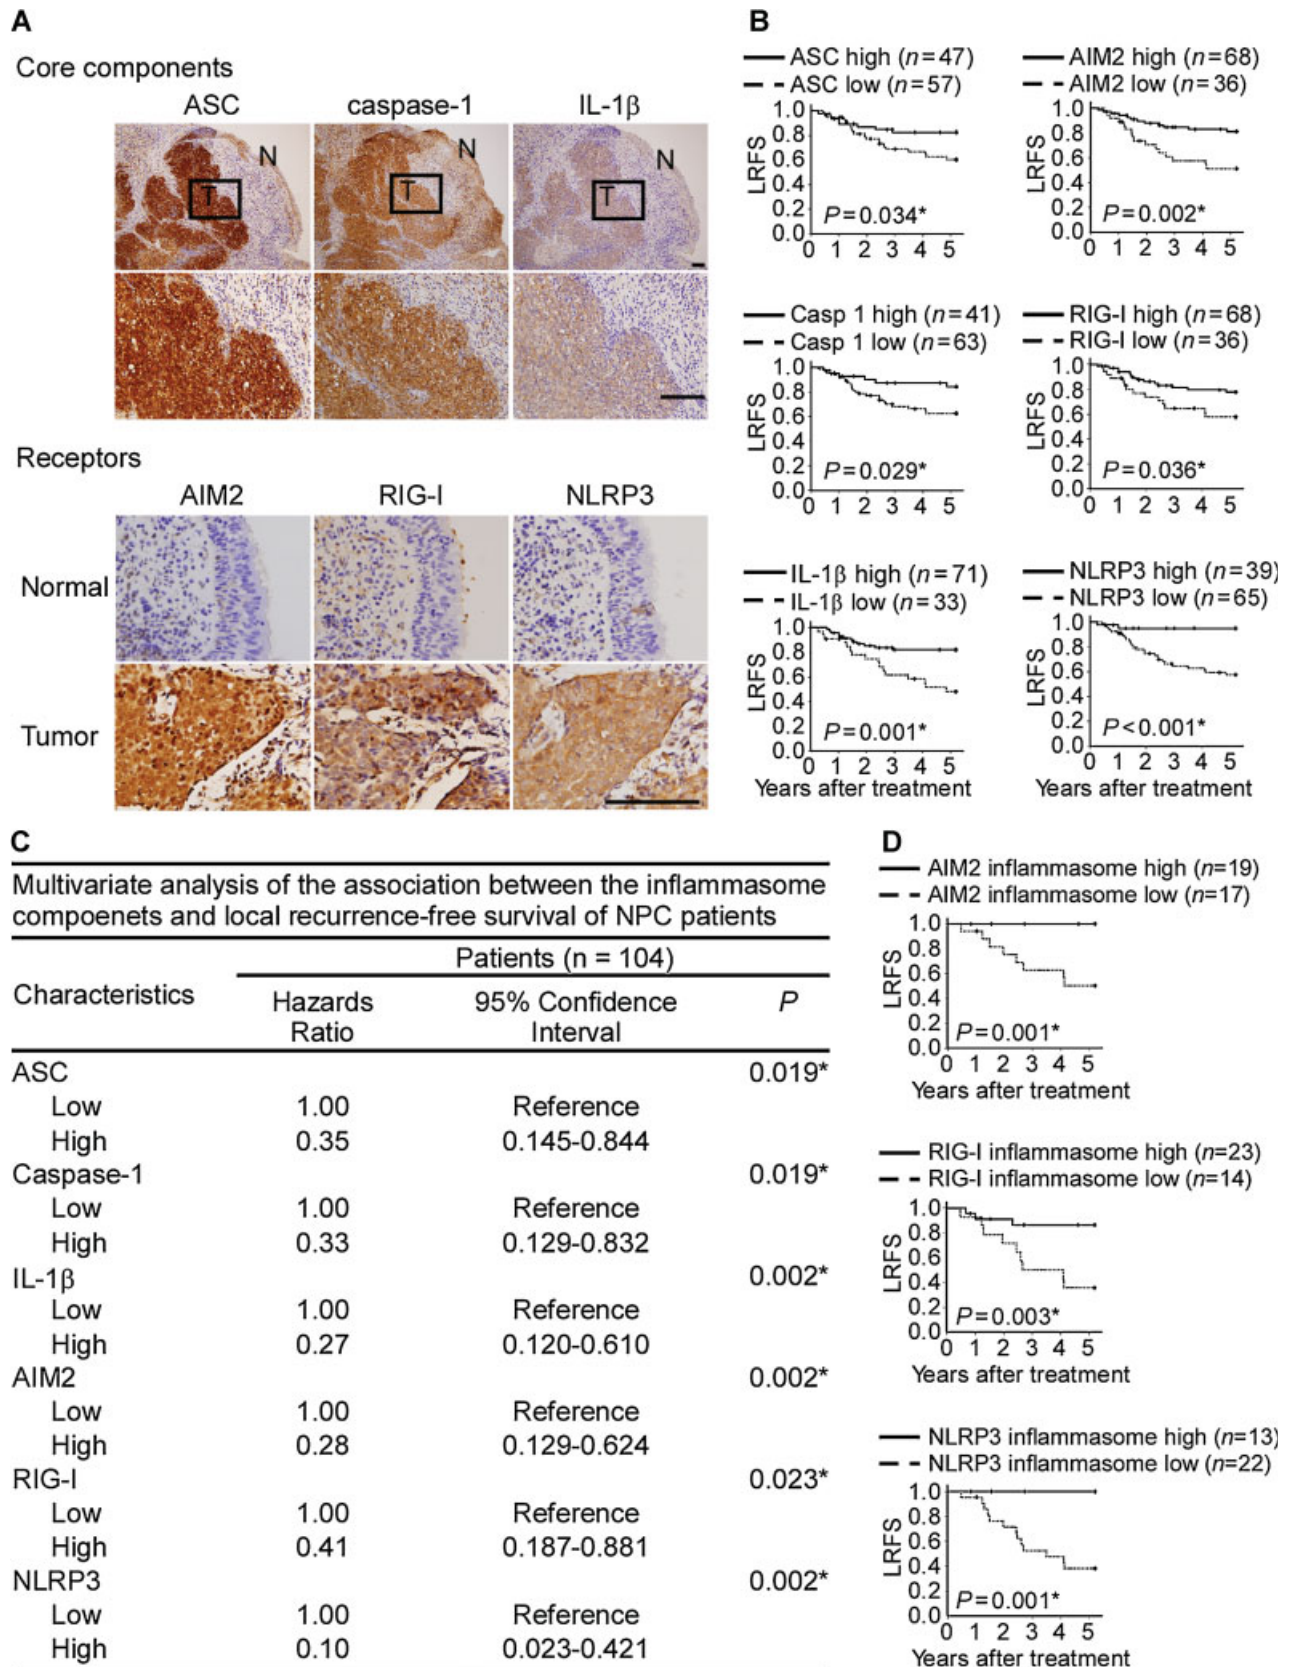 A
Core components
ASC caspase-1 IL-1β
N N N
T T T
Receptors
AIM2 RIG-I NLRP3
Normal
Tumor
B
ASC high (n=47)
ASC low (n=57)
LRFS
1.0
0.8
0.6
0.4
0.2
0.0
P=0.034*
0 1 2 3 4 5
AIM2 high (n=68)
AIM2 low (n=36)
LRFS
1.0
0.8
0.6
0.4
0.2
0.0
P=0.002*
0 1 2 3 4 5
Casp 1 high (n=41)
Casp 1 low (n=63)
LRFS
1.0
0.8
0.6
0.4
0.2
0.0
P=0.029*
0 1 2 3 4 5
RIG-I high (n=68)
RIG-I low (n=36)
LRFS
1.0
0.8
0.6
0.4
0.2
0.0
P=0.036*
0 1 2 3 4 5
IL-1β high (n=71)
IL-1β low (n=33)
LRFS
1.0
0.8
0.6
0.4
0.2
0.0
P=0.001*
0 1 2 3 4 5
Years after treatment
NLRP3 high (n=39)
NLRP3 low (n=65)
LRFS
1.0
0.8
0.6
0.4
0.2
0.0
P<0.001*
0 1 2 3 4 5
Years after treatment
C
Multivariate analysis of the association between the inflammasome
compoenets and local recurrence-free survival of NPC patients
Patients (n = 104)
Characteristics Hazards Ratio 95% Confidence Interval P
ASC 0.019*
Low 1.00 Reference
High 0.35 0.145-0.844
Caspase-1 0.019*
Low 1.00 Reference
High 0.33 0.129-0.832
IL-1β 0.002*
Low 1.00 Reference
High 0.27 0.120-0.610
AIM2 0.002*
Low 1.00 Reference
High 0.28 0.129-0.624
RIG-I 0.023*
Low 1.00 Reference
High 0.41 0.187-0.881
NLRP3 0.002*
Low 1.00 Reference
High 0.10 0.023-0.421
D
AIM2 inflammasome high (n=19)
AIM2 inflammasome low (n=17)
LRFS
1.0
0.8
0.6
0.4
0.2
0.0
P=0.001*
0 1 2 3 4 5
Years after treatment
RIG-I inflammasome high (n=23)
RIG-I inflammasome low (n=14)
LRFS
1.0
0.8
0.6
0.4
0.2
0.0
P=0.003*
0 1 2 3 4 5
Years after treatment
NLRP3 inflammasome high (n=13)
NLRP3 inflammasome low (n=22)
LRFS
1.0
0.8
0.6
0.4
0.2
0.0
P=0.001*
0 1 2 3 4 5
Years after treatment